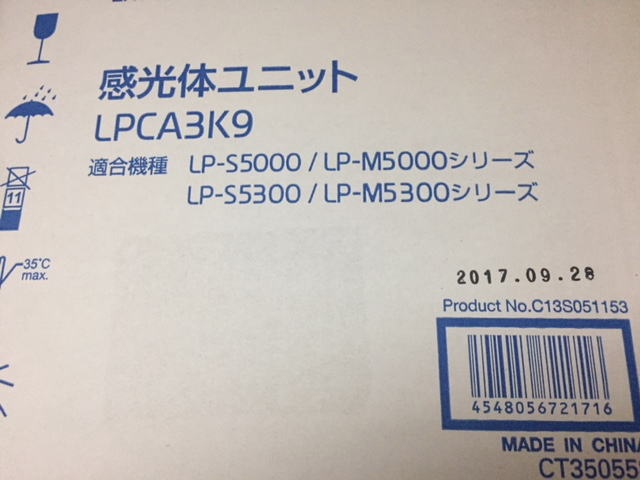 感光体ユニット
LPCA3K9
適合機種 LP-S5000 / LP-M5000シリーズ
LP-S5300 / LP-M5300シリーズ
11
35°C
max.
2017.09.28
Product No.C13S051153
4548056721716
MADE IN CHINA
CT35055